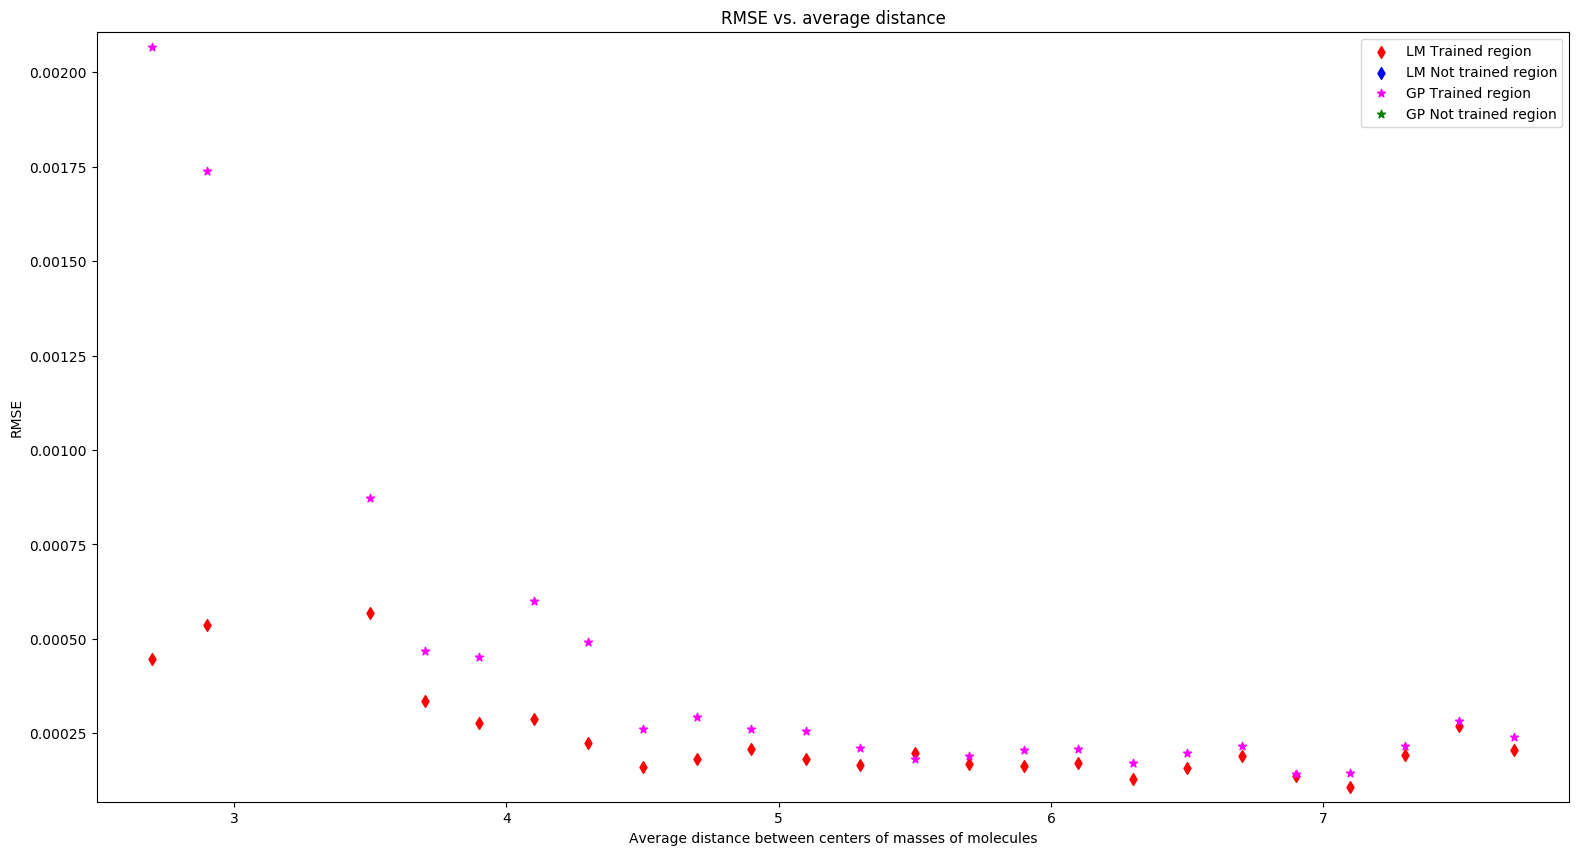 RMSE vs. average distance
LM Trained region
LM Not trained region
GP Trained region
GP Not trained region
0.00200
0.00175
0.00150
0.00125
0.00100
0.00075
0.00050
0.00025
RMSE
3 4 5 6 7
Average distance between centers of masses of molecules